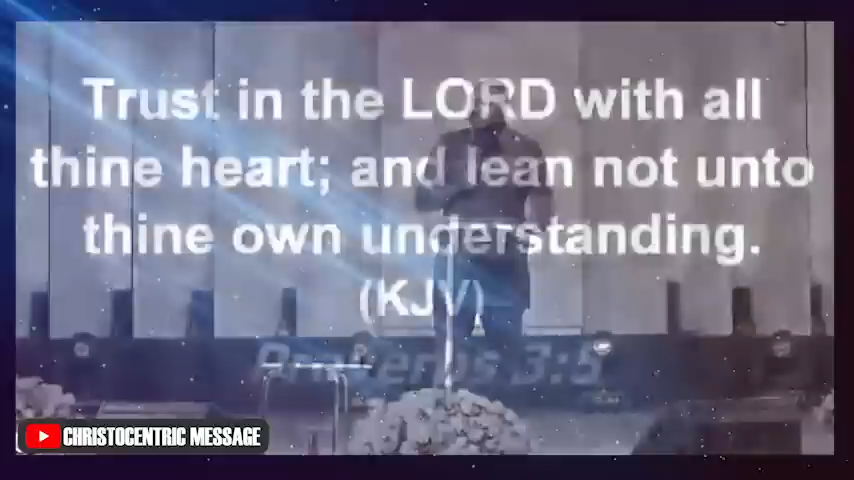 Trust in the LORD with all
thine heart; and lean not unto
thine own understanding.
(KJV)
Proverbs 3:5
CHRISTOCENTRIC MESSAGE